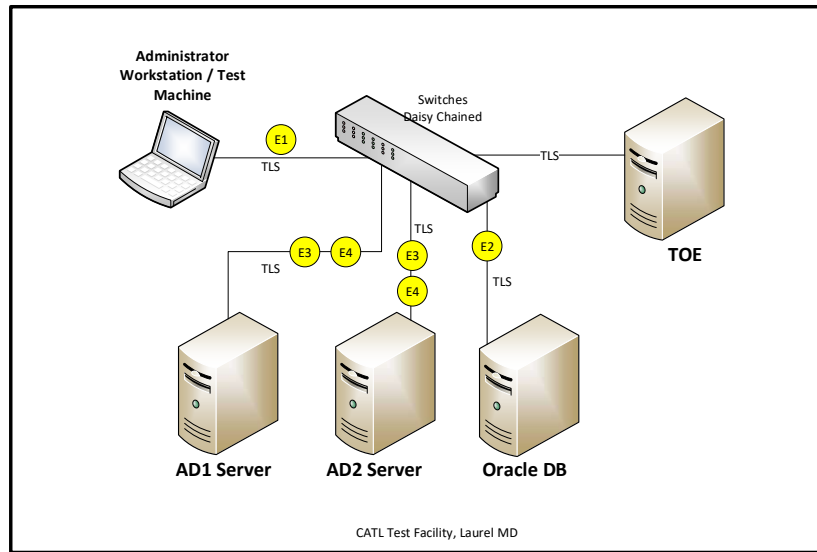 Administrator
Workstation / Test
Machine
Switches
Daisy Chained
E1
TLS
TLS
TOE
TLS
E3
E4
TLS
E3
E4
E2
TLS
AD1 Server
AD2 Server
Oracle DB
CATL Test Facility, Laurel MD